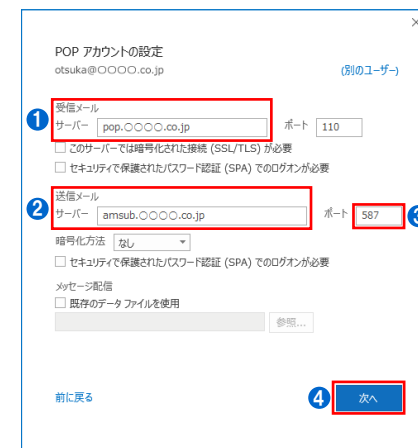 ×
POP アカウントの設定
otsuka@〇〇〇〇.co.jp (別のユーザー)
受信メール
1 サーバー pop.〇〇〇〇.co.jp ポート 110
このサーバーでは暗号化された接続 (SSL/TLS) が必要
セキュリティで保護されたパスワード認証 (SPA) でのログオンが必要
送信メール
2 サーバー amsub.〇〇〇〇.co.jp ポート 587 3
暗号化方法 なし
セキュリティで保護されたパスワード認証 (SPA) でのログオンが必要
メッセージ配信
既存のデータ ファイルを使用
参照...
前に戻る 4 次へ